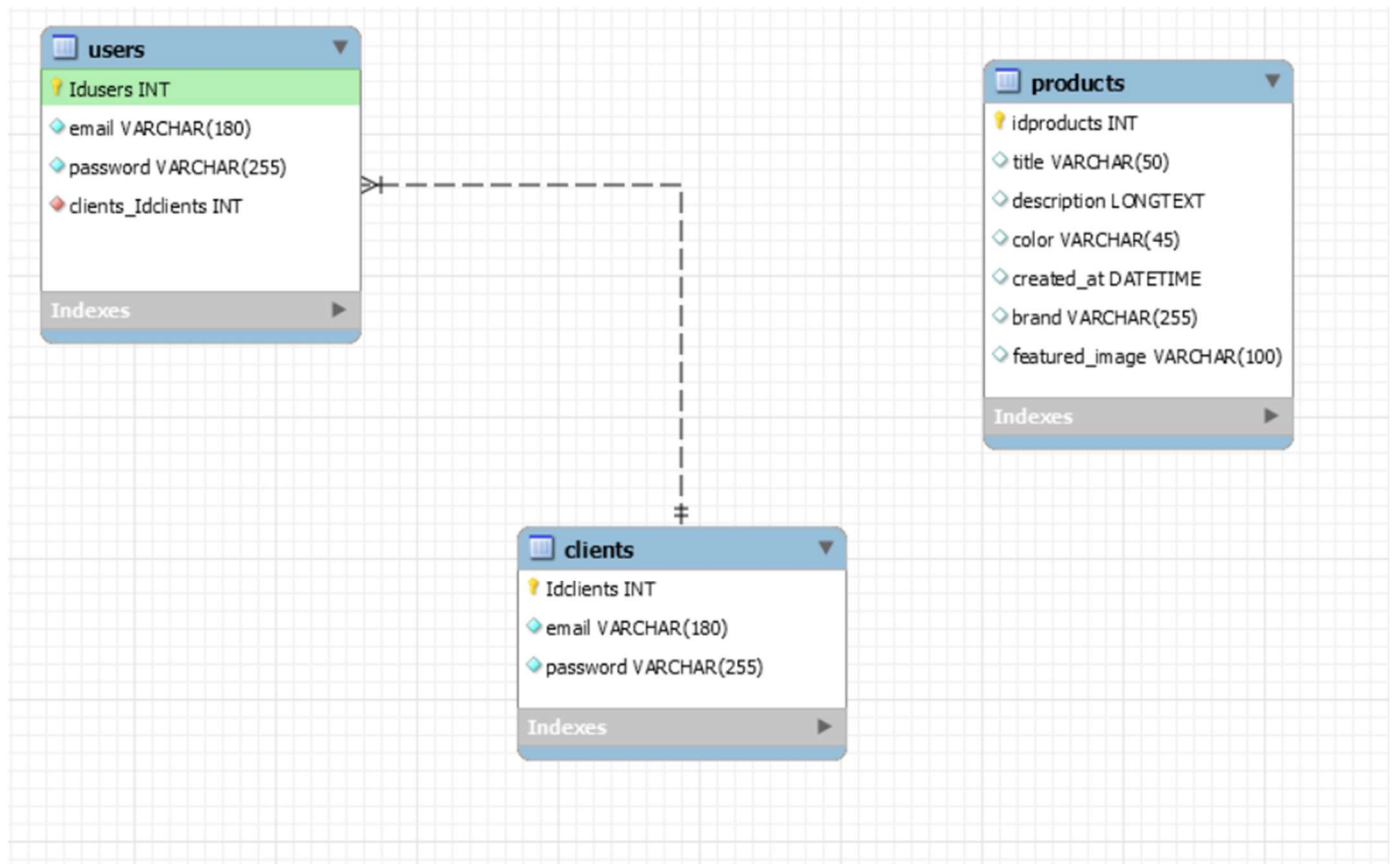 users
Idusers INT
email VARCHAR(180)
password VARCHAR(255)
clients_Idclients INT
Indexes
products
idproducts INT
title VARCHAR(50)
description LONGTEXT
color VARCHAR(45)
created_at DATETIME
brand VARCHAR(255)
featured_image VARCHAR(100)
Indexes
clients
Idclients INT
email VARCHAR(180)
password VARCHAR(255)
Indexes